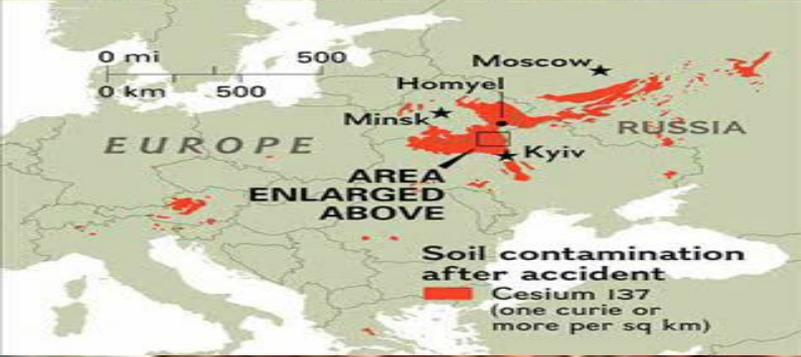 0 mi 500
0 km 500
Moscow
Homyel
Minsk
RUSSIA
EUROPE
Kyiv
AREA
ENLARGED
ABOVE
Soil contamination
after accident
Cesium 137
(one curie or
more per sq km)